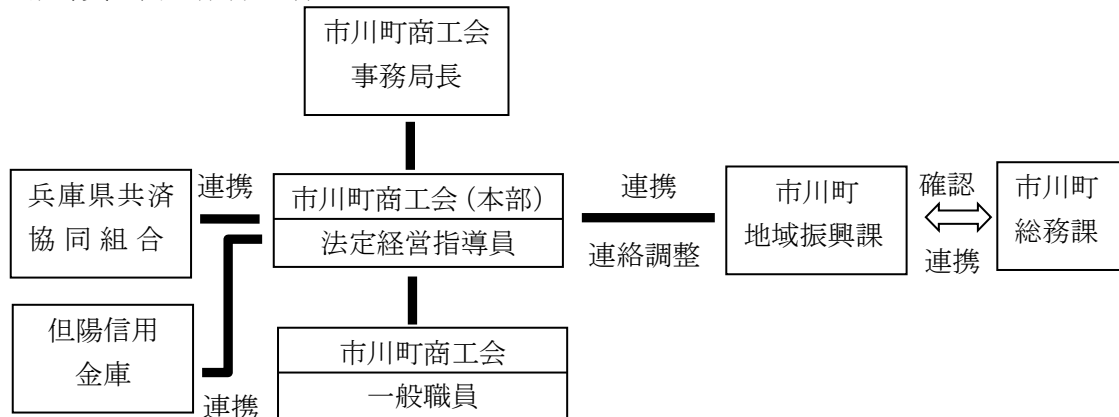 市川町商工会
事務局長
兵庫県共済
協同組合
連携
市川町商工会（本部）
法定経営指導員
連携
連絡調整
市川町
地域振興課
確認
連携
市川町
総務課
但陽信用
金庫
連携
市川町商工会
一般職員